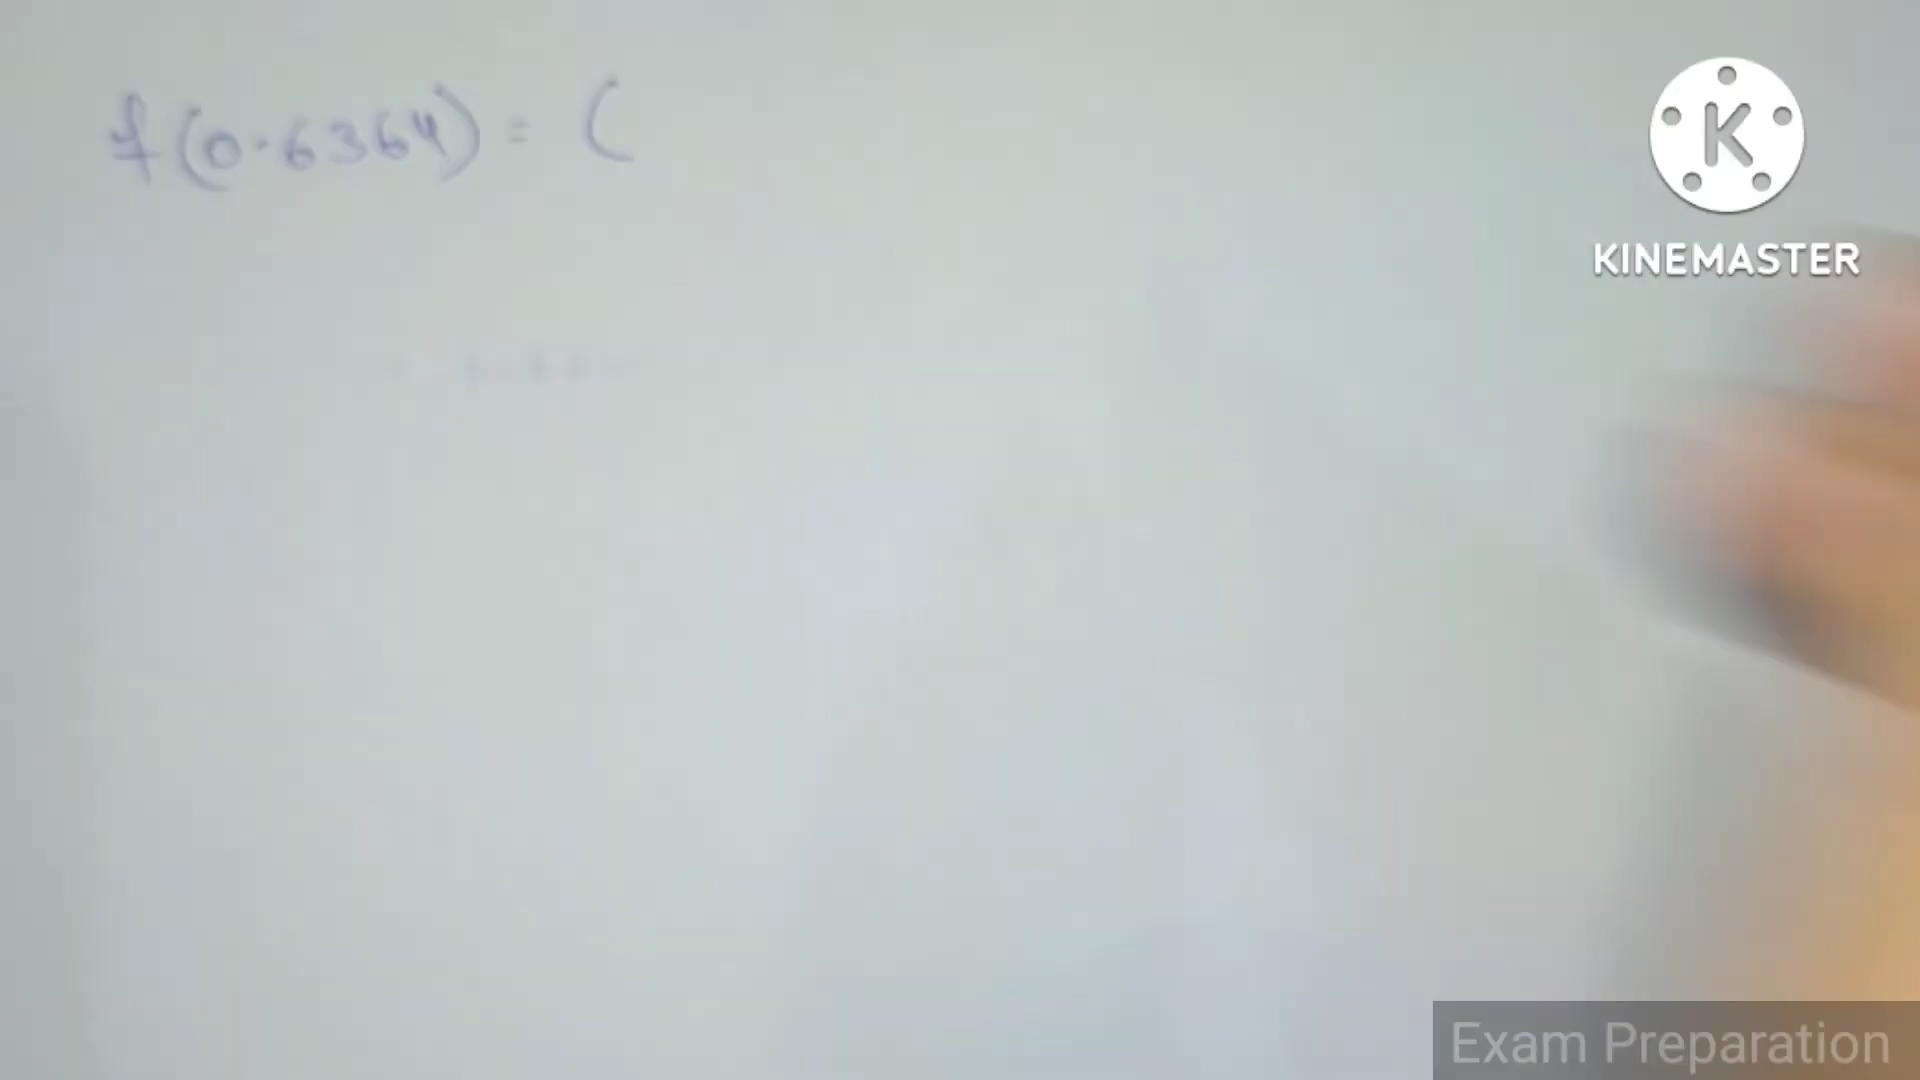 f(0.6364) = (
KINEMASTER
Exam Preparation